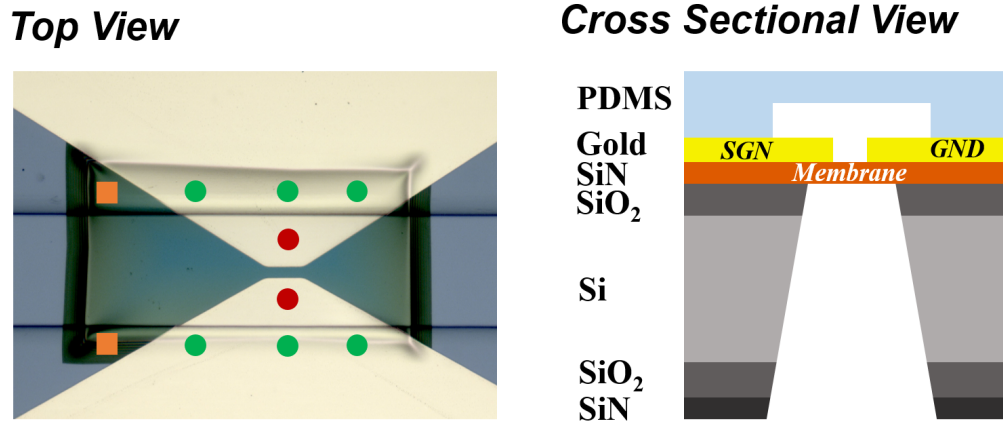 Top View
Cross Sectional View
PDMS
Gold
SGN
GND
SiN
Membrane
SiO₂
Si
SiO₂
SiN